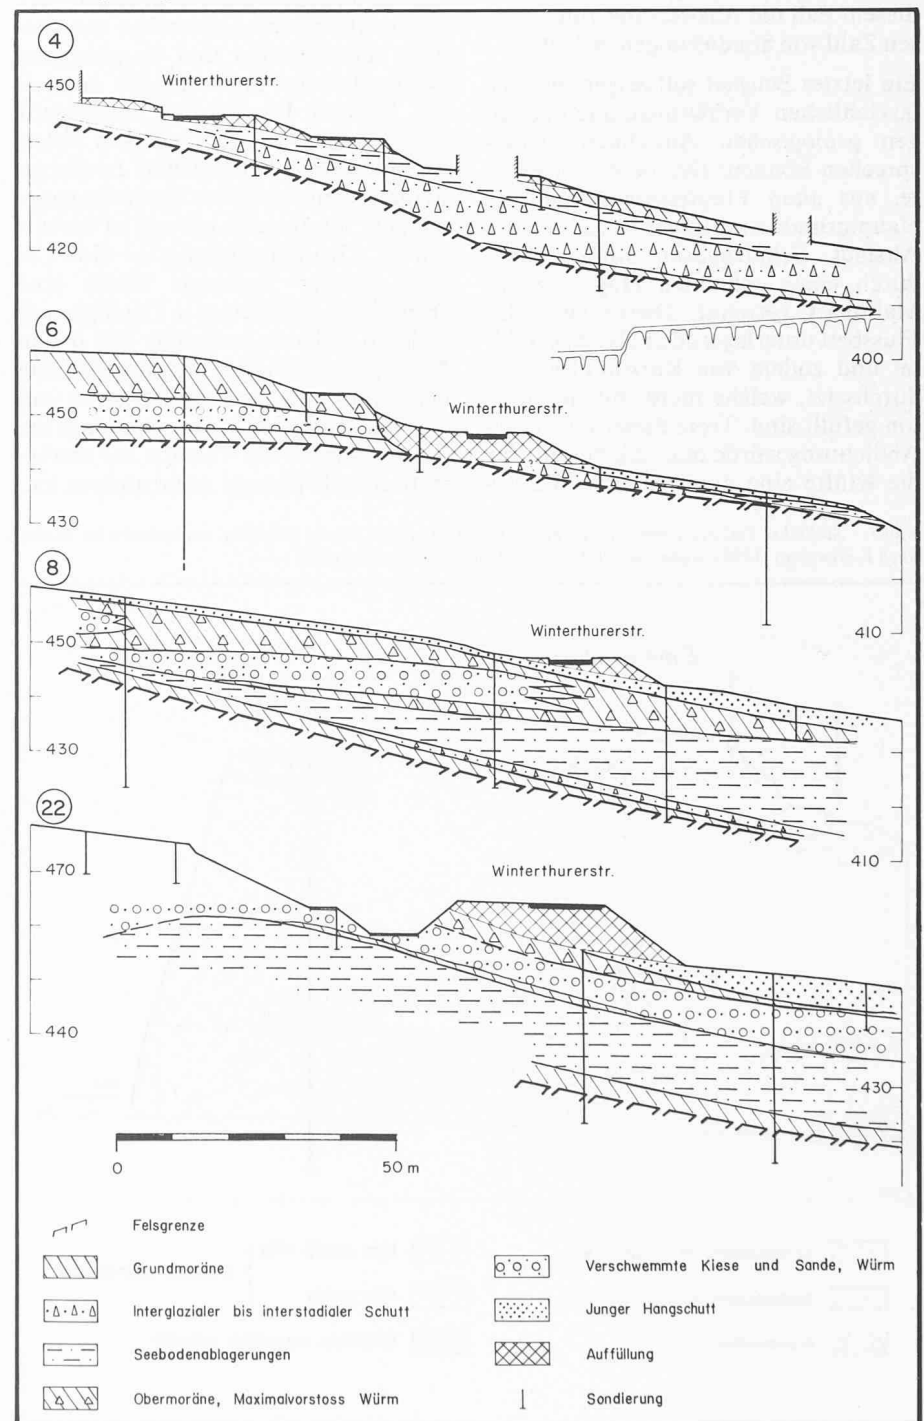 4
Winterthurerstr.
450
420
400
6
450
Winterthurerstr.
430
410
8
450
Winterthurerstr.
430
410
22
470
Winterthurerstr.
440
430
0 50 m
Felsgrenze
Grundmoräne
Interglazialer bis interstadialer Schutt
Seebodenablagerungen
Obermoräne, Maximalvorstoss Würm
Verschwemmte Kiese und Sande, Würm
Junger Hangschutt
Auffüllung
Sondierung